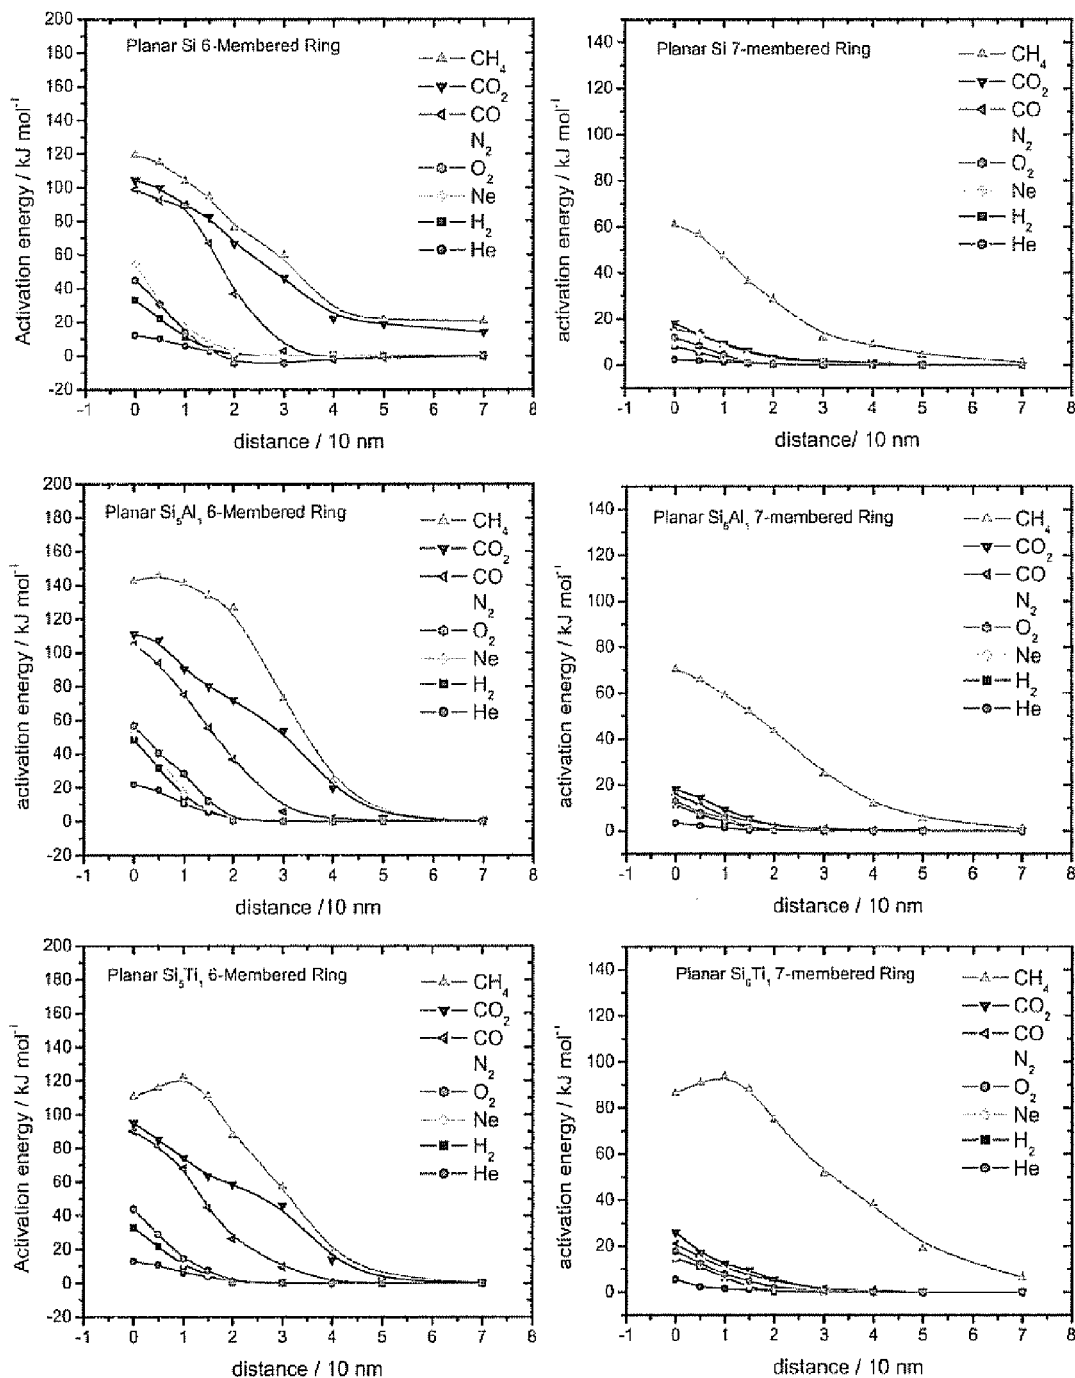 Planar Si 6-Membered Ring
CH4
CO2
CO
N2
O2
Ne
H2
He
Activation energy / kJ mol-1
200
180
160
140
120
100
80
60
40
20
0
-20
-1 0 1 2 3 4 5 6 7 8
distance / 10 nm
Planar Si 7-membered Ring
CH4
CO2
CO
N2
O2
Ne
H2
He
activation energy / kJ mol-1
140
120
100
80
60
40
20
0
-1 0 1 2 3 4 5 6 7 8
distance/ 10 nm
Planar Si5Al1 6-Membered Ring
CH4
CO2
CO
N2
O2
Ne
H2
He
activation energy / kJ mol-1
200
180
160
140
120
100
80
60
40
20
0
-20
-1 0 1 2 3 4 5 6 7 8
distance /10 nm
Planar Si6Al1 7-membered Ring
CH4
CO2
CO
N2
O2
Ne
H2
He
activation energy / kJ mol-1
140
120
100
80
60
40
20
0
-1 0 1 2 3 4 5 6 7 8
distance / 10 nm
Planar Si5Ti1 6-Membered Ring
CH4
CO2
CO
N2
O2
Ne
H2
He
Activation energy / kJ mol-1
200
180
160
140
120
100
80
60
40
20
0
-20
-1 0 1 2 3 4 5 6 7 8
distance / 10 nm
Planar Si6Ti1 7-membered Ring
CH4
CO2
CO
N2
O2
Ne
H2
He
activation energy / kJ mol-1
140
120
100
80
60
40
20
0
-1 0 1 2 3 4 5 6 7 8
distance / 10 nm